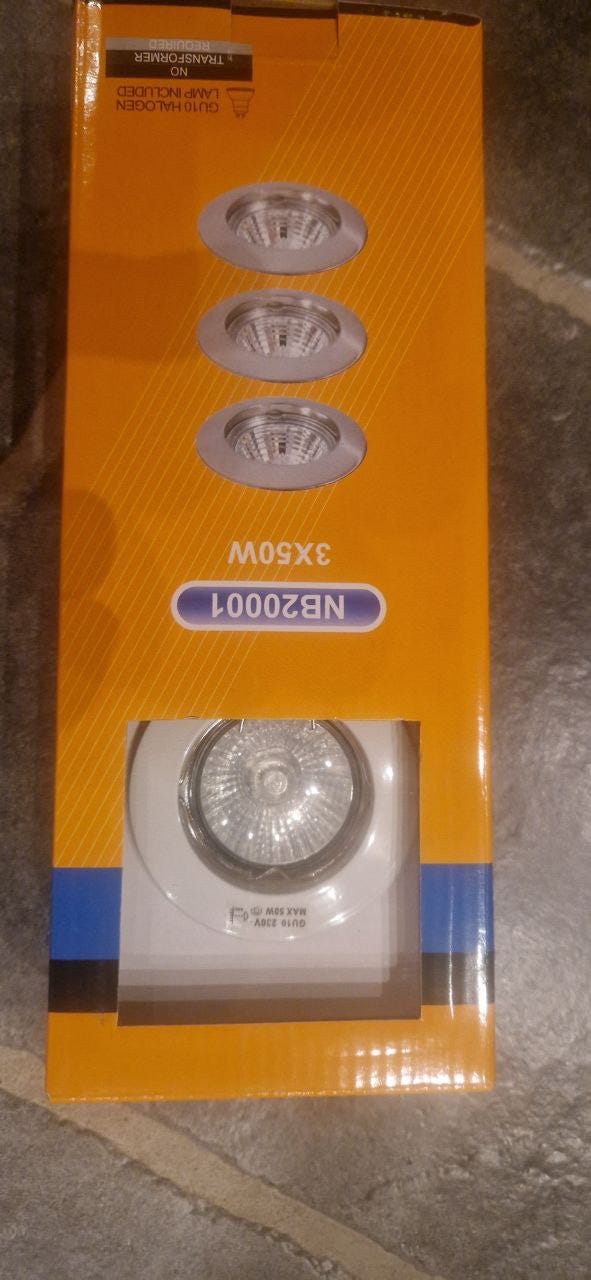 GU10 230V~
MAX 50W
NB20001
3X50W
GU10 HALOGEN
LAMP INCLUDED
NO
TRANSFORMER
REQUIRED